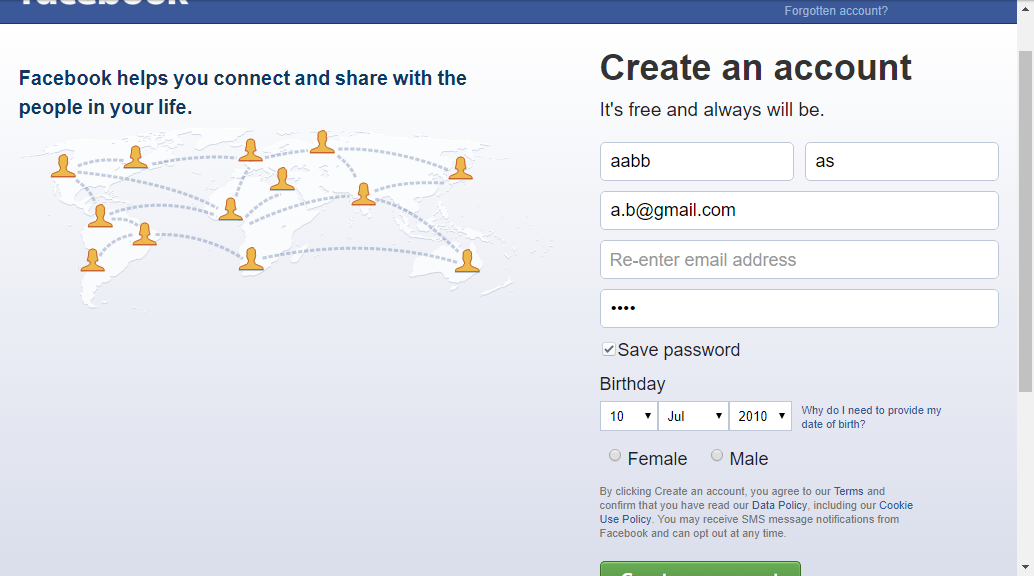 facebook
Forgotten account?
Facebook helps you connect and share with the
people in your life.
Create an account
It's free and always will be.
aabb
as
a.b@gmail.com
Re-enter email address
••••
Save password
Birthday
10 Jul 2010
Why do I need to provide my
date of birth?
Female Male
By clicking Create an account, you agree to our Terms and
confirm that you have read our Data Policy, including our Cookie
Use Policy. You may receive SMS message notifications from
Facebook and can opt out at any time.